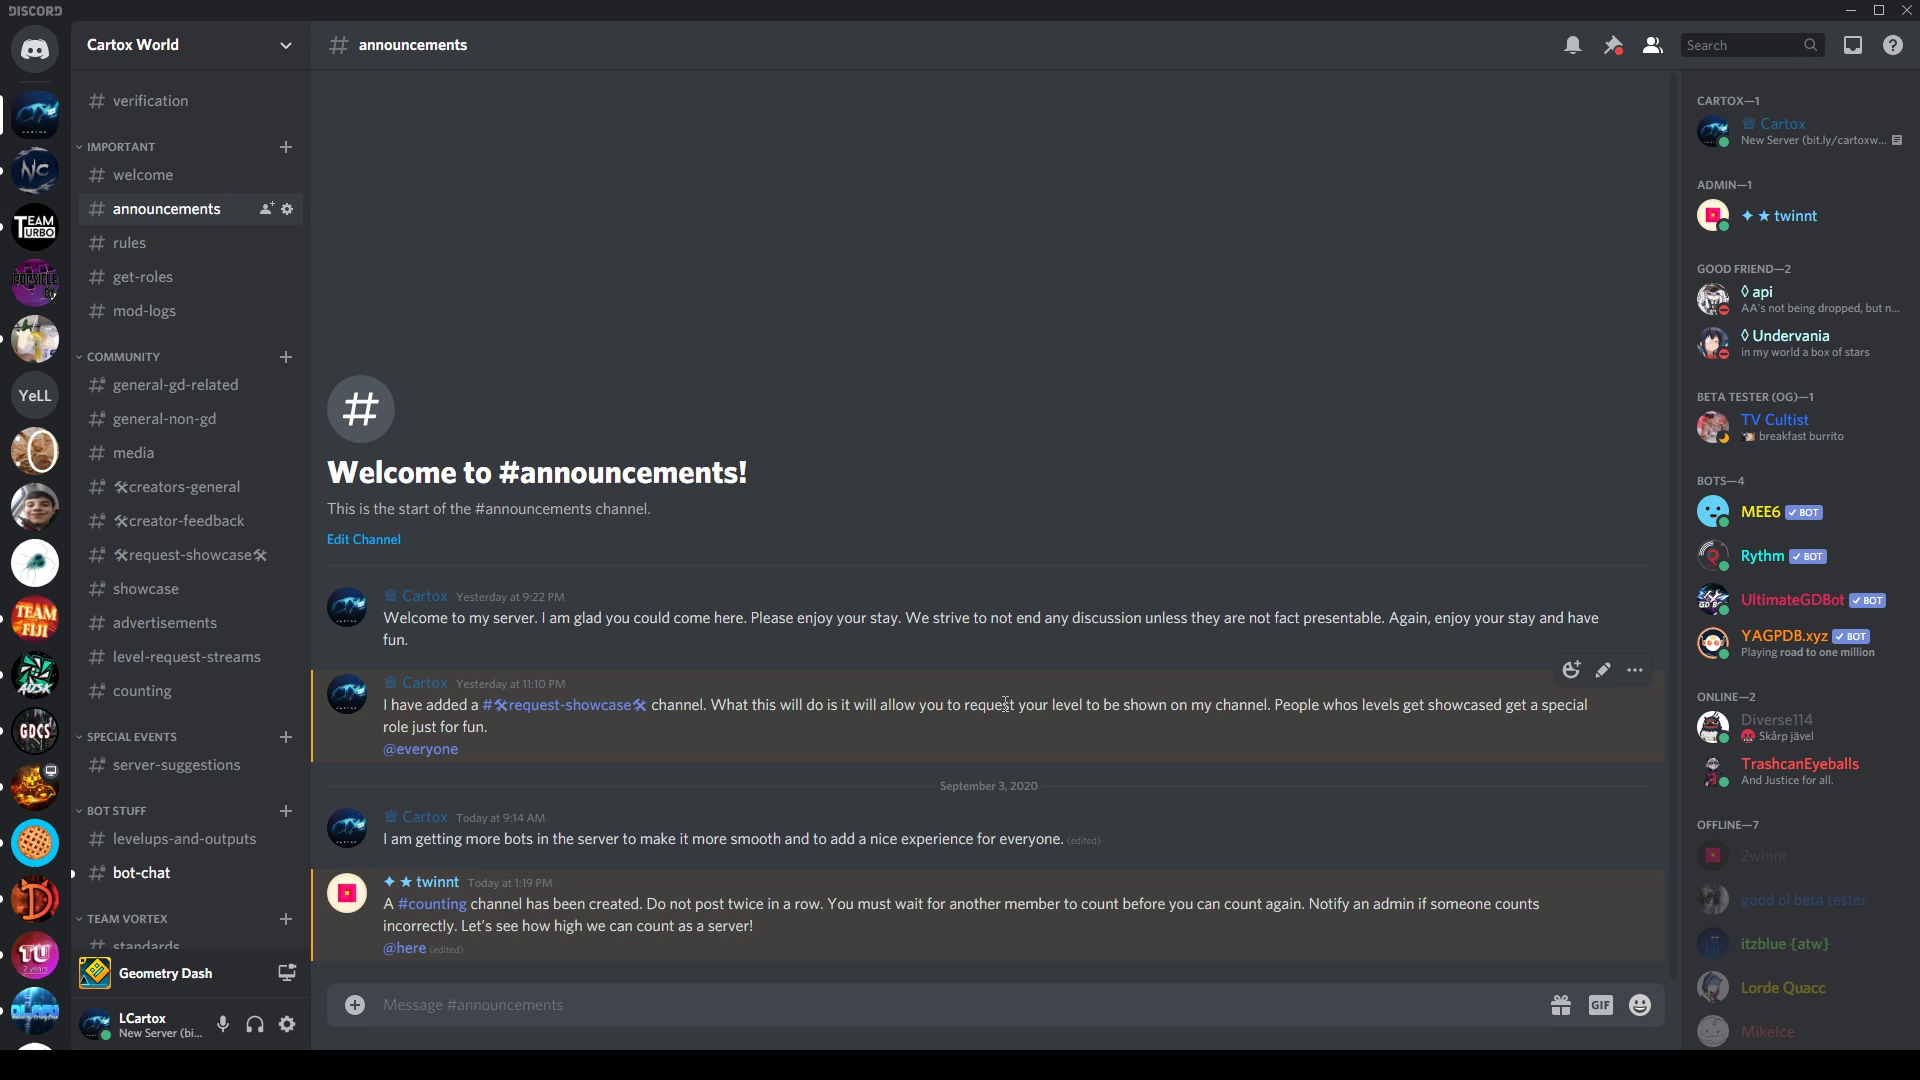 DISCORD
Cartox World
# announcements
Search
# verification
IMPORTANT
# welcome
# announcements
# rules
# get-roles
# mod-logs
COMMUNITY
# general-gd-related
# general-non-gd
# media
# 🛠creators-general
# 🛠creator-feedback
# 🛠request-showcase🛠
# showcase
# advertisements
# level-request-streams
# counting
SPECIAL EVENTS
# server-suggestions
BOT STUFF
# levelups-and-outputs
# bot-chat
TEAM VORTEX
# standards
Geometry Dash
LCartox
New Server (bi...
NC
TEAM
TURBO
YeLL
TEAM
FIJI
GDCS
TU
2 years
#
Welcome to #announcements!
This is the start of the #announcements channel.
Edit Channel
Cartox Yesterday at 9:22 PM
Welcome to my server. I am glad you could come here. Please enjoy your stay. We strive to not end any discussion unless they are not fact presentable. Again, enjoy your stay and have
fun.
Cartox Yesterday at 11:10 PM
I have added a #🛠request-showcase🛠 channel. What this will do is it will allow you to request your level to be shown on my channel. People whos levels get showcased get a special
role just for fun.
@everyone
September 3, 2020
Cartox Today at 9:14 AM
I am getting more bots in the server to make it more smooth and to add a nice experience for everyone. (edited)
✦ ★ twinnt Today at 1:19 PM
A #counting channel has been created. Do not post twice in a row. You must wait for another member to count before you can count again. Notify an admin if someone counts
incorrectly. Let's see how high we can count as a server!
@here (edited)
Message #announcements
GIF
CARTOX—1
Cartox
New Server (bit.ly/cartoxw...
ADMIN—1
✦ ★ twinnt
GOOD FRIEND—2
◊ api
AA's not being dropped, but n...
◊ Undervania
in my world a box of stars
BETA TESTER (OG)—1
TV Cultist
breakfast burrito
BOTS—4
MEE6 ✓ BOT
Rythm ✓ BOT
UltimateGDBot ✓ BOT
YAGPDB.xyz ✓ BOT
Playing road to one million
ONLINE—2
Diverse114
Skårp jävel
TrashcanEyeballs
And Justice for all.
OFFLINE—7
2winnt
good ol beta tester
itzblue {atw}
Lorde Quacc
MikeIce